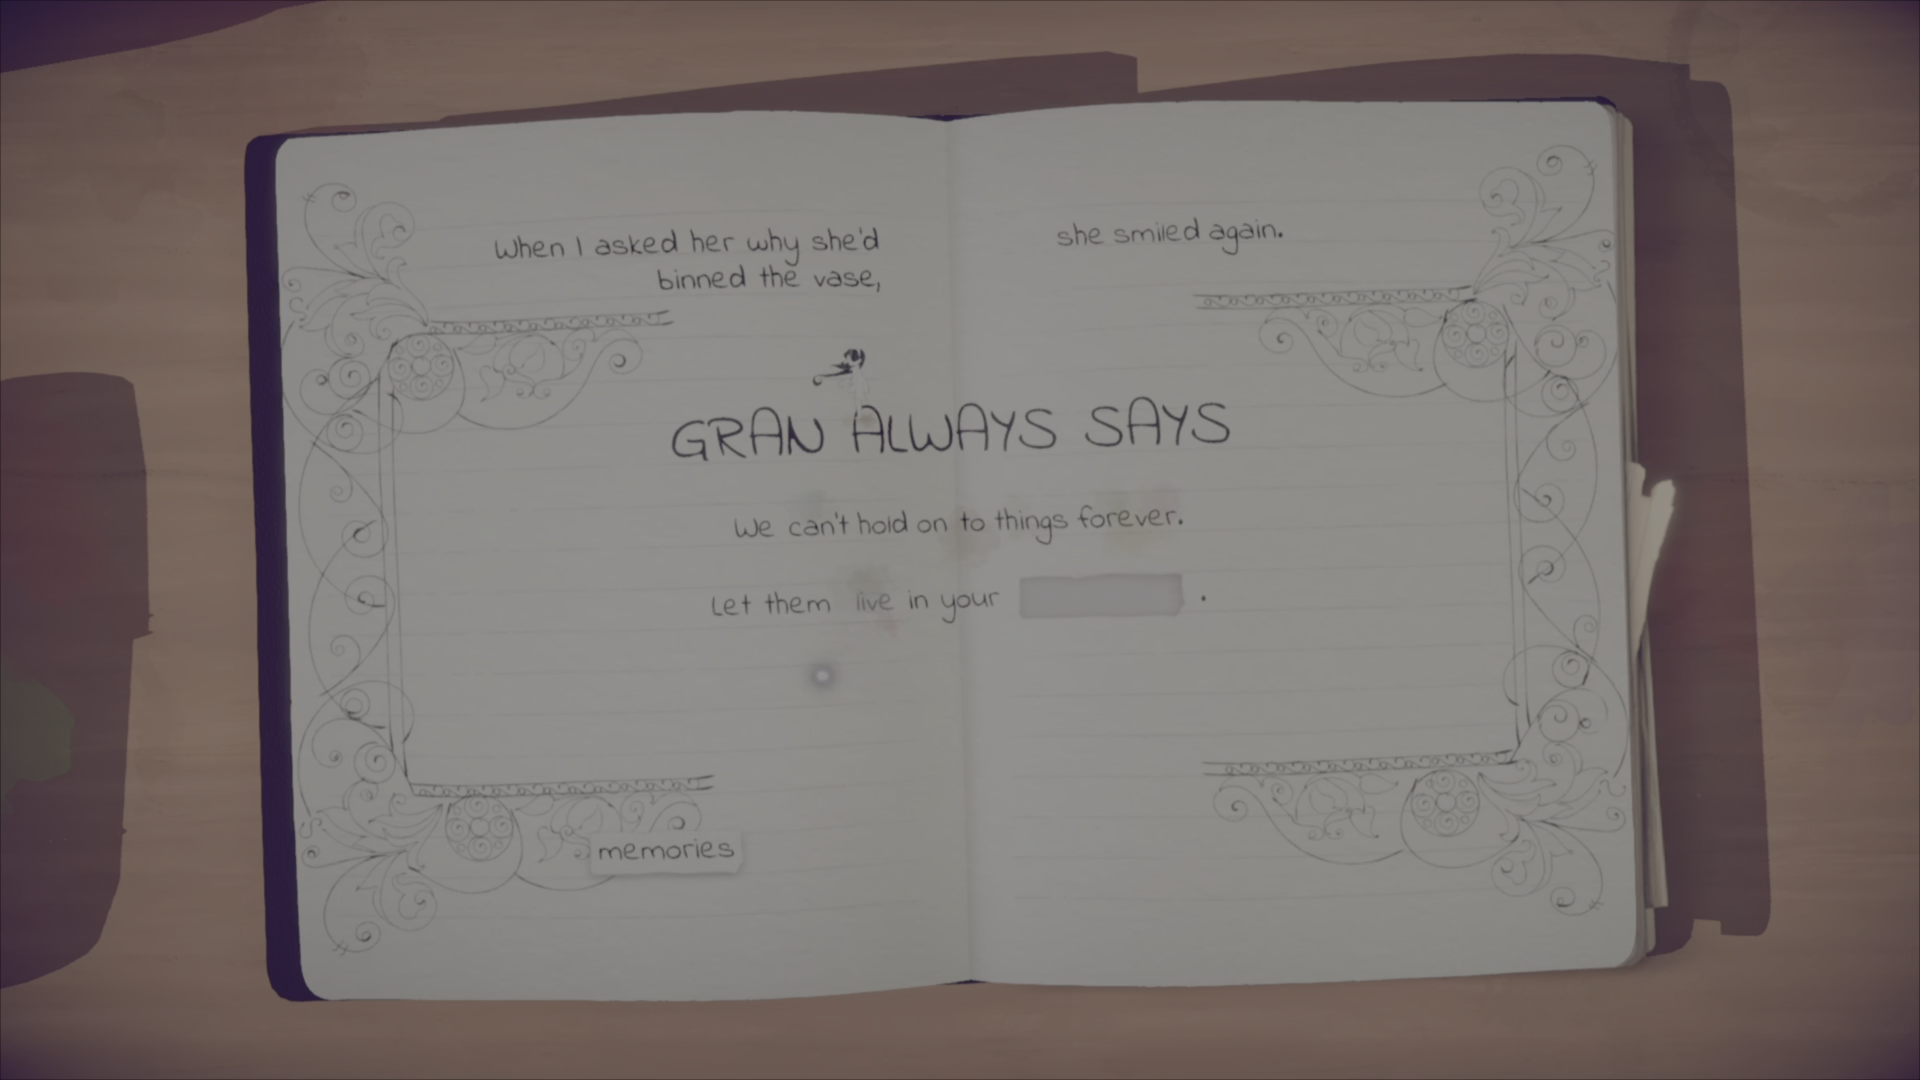 When I asked her why she'd
binned the vase,
she smiled again.
GRAN ALWAYS SAYS
We can't hold on to things forever.
Let them live in your .
memories